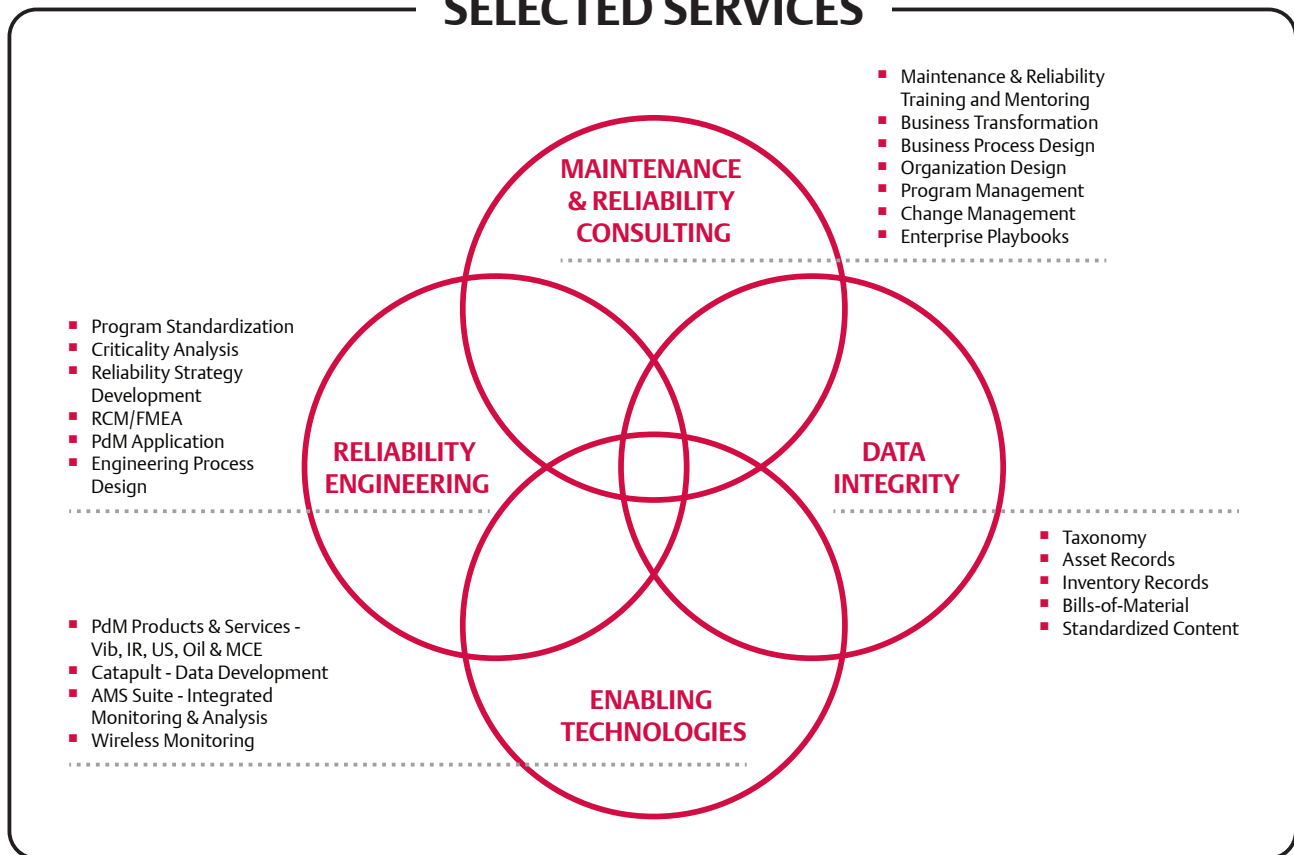 SELECTED SERVICES
■ Maintenance & Reliability
Training and Mentoring
■ Business Transformation
■ Business Process Design
■ Organization Design
■ Program Management
■ Change Management
■ Enterprise Playbooks
MAINTENANCE
& RELIABILITY
CONSULTING
■ Program Standardization
■ Criticality Analysis
■ Reliability Strategy
Development
■ RCM/FMEA
■ PdM Application
■ Engineering Process
Design
RELIABILITY
ENGINEERING
DATA
INTEGRITY
■ Taxonomy
■ Asset Records
■ Inventory Records
■ Bills-of-Material
■ Standardized Content
■ PdM Products & Services -
Vib, IR, US, Oil & MCE
■ Catapult - Data Development
■ AMS Suite - Integrated
Monitoring & Analysis
■ Wireless Monitoring
ENABLING
TECHNOLOGIES